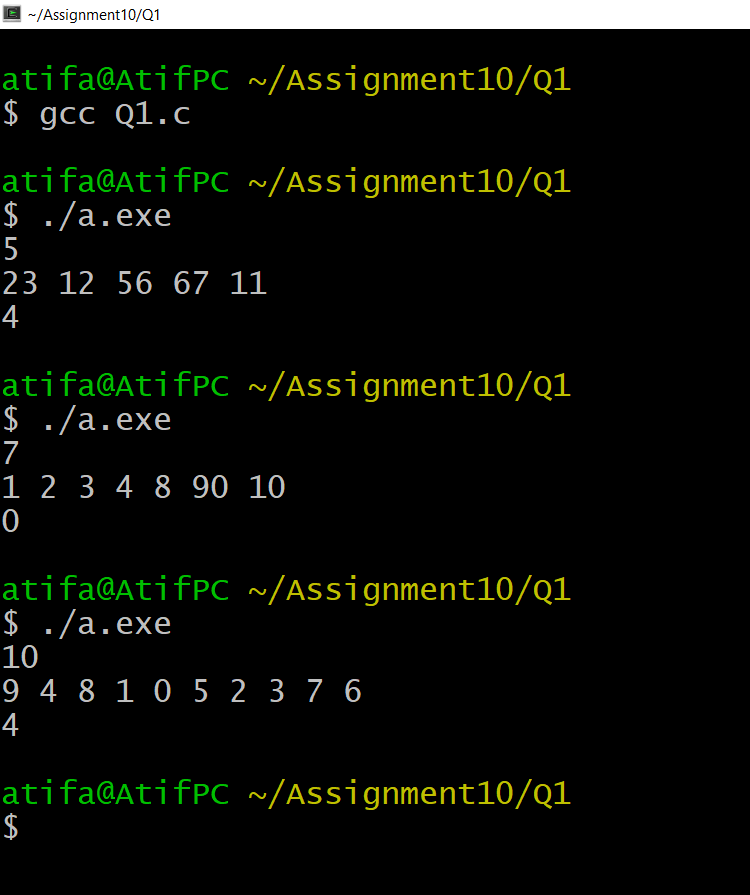 ~/Assignment10/Q1
atifa@AtifPC ~/Assignment10/Q1
$ gcc Q1.c
atifa@AtifPC ~/Assignment10/Q1
$ ./a.exe
5
23 12 56 67 11
4
atifa@AtifPC ~/Assignment10/Q1
$ ./a.exe
7
1 2 3 4 8 90 10
0
atifa@AtifPC ~/Assignment10/Q1
$ ./a.exe
10
9 4 8 1 0 5 2 3 7 6
4
atifa@AtifPC ~/Assignment10/Q1
$